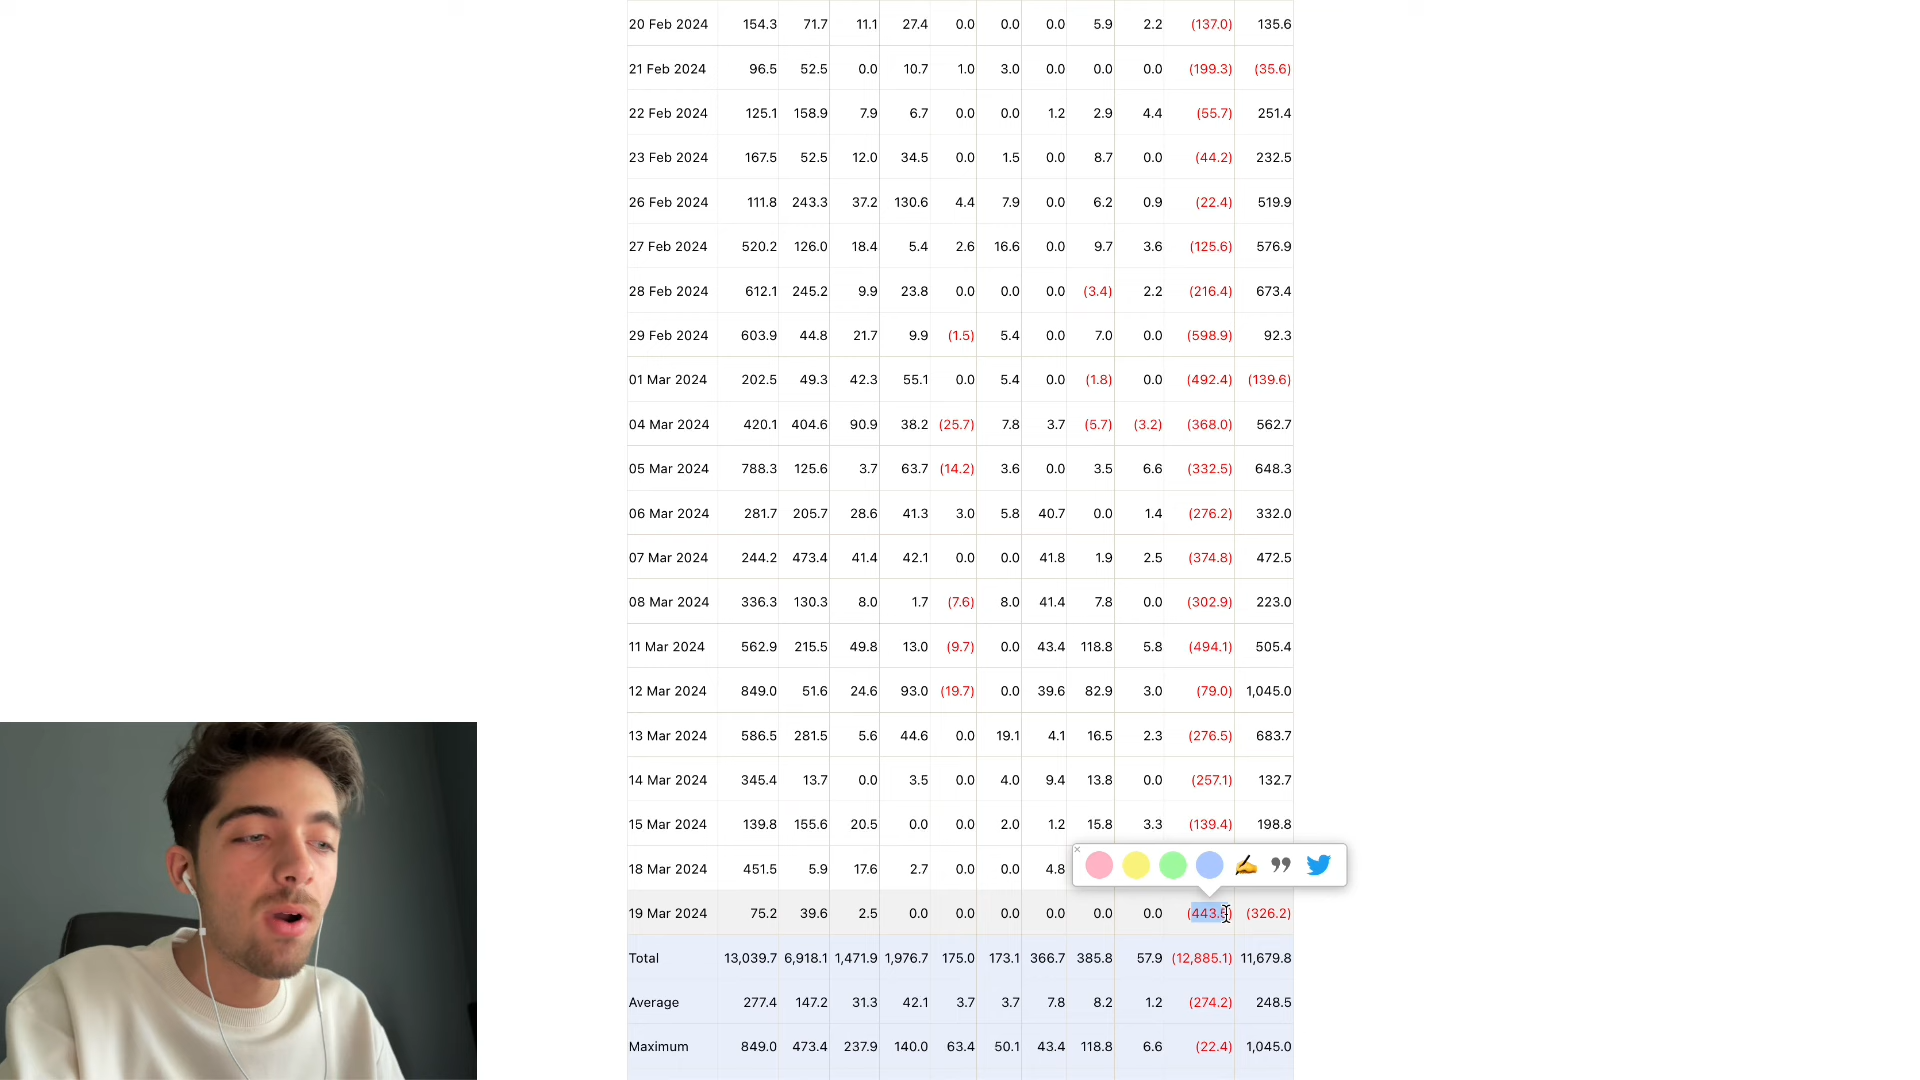 20 Feb 2024 154.3 71.7 11.1 27.4 0.0 0.0 0.0 5.9 2.2 (137.0) 135.6
21 Feb 2024 96.5 52.5 0.0 10.7 1.0 3.0 0.0 0.0 0.0 (199.3) (35.6)
22 Feb 2024 125.1 158.9 7.9 6.7 0.0 0.0 1.2 2.9 4.4 (55.7) 251.4
23 Feb 2024 167.5 52.5 12.0 34.5 0.0 1.5 0.0 8.7 0.0 (44.2) 232.5
26 Feb 2024 111.8 243.3 37.2 130.6 4.4 7.9 0.0 6.2 0.9 (22.4) 519.9
27 Feb 2024 520.2 126.0 18.4 5.4 2.6 16.6 0.0 9.7 3.6 (125.6) 576.9
28 Feb 2024 612.1 245.2 9.9 23.8 0.0 0.0 0.0 (3.4) 2.2 (216.4) 673.4
29 Feb 2024 603.9 44.8 21.7 9.9 (1.5) 5.4 0.0 7.0 0.0 (598.9) 92.3
01 Mar 2024 202.5 49.3 42.3 55.1 0.0 5.4 0.0 (1.8) 0.0 (492.4) (139.6)
04 Mar 2024 420.1 404.6 90.9 38.2 (25.7) 7.8 3.7 (5.7) (3.2) (368.0) 562.7
05 Mar 2024 788.3 125.6 3.7 63.7 (14.2) 3.6 0.0 3.5 6.6 (332.5) 648.3
06 Mar 2024 281.7 205.7 28.6 41.3 3.0 5.8 40.7 0.0 1.4 (276.2) 332.0
07 Mar 2024 244.2 473.4 41.4 42.1 0.0 0.0 41.8 1.9 2.5 (374.8) 472.5
08 Mar 2024 336.3 130.3 8.0 1.7 (7.6) 8.0 41.4 7.8 0.0 (302.9) 223.0
11 Mar 2024 562.9 215.5 49.8 13.0 (9.7) 0.0 43.4 118.8 5.8 (494.1) 505.4
12 Mar 2024 849.0 51.6 24.6 93.0 (19.7) 0.0 39.6 82.9 3.0 (79.0) 1,045.0
13 Mar 2024 586.5 281.5 5.6 44.6 0.0 19.1 4.1 16.5 2.3 (276.5) 683.7
14 Mar 2024 345.4 13.7 0.0 3.5 0.0 4.0 9.4 13.8 0.0 (257.1) 132.7
15 Mar 2024 139.8 155.6 20.5 0.0 0.0 2.0 1.2 15.8 3.3 (139.4) 198.8
18 Mar 2024 451.5 5.9 17.6 2.7 0.0 0.0 4.8
19 Mar 2024 75.2 39.6 2.5 0.0 0.0 0.0 0.0 0.0 0.0 (326.2)
Total 13,039.7 6,918.1 1,471.9 1,976.7 175.0 173.1 366.7 385.8 57.9 (12,885.1) 11,679.8
Average 277.4 147.2 31.3 42.1 3.7 3.7 7.8 8.2 1.2 (274.2) 248.5
Maximum 849.0 473.4 237.9 140.0 63.4 50.1 43.4 118.8 6.6 (22.4) 1,045.0